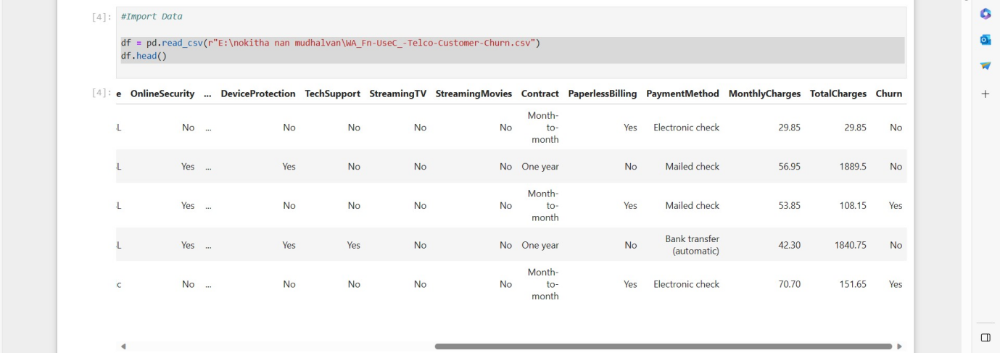 [4]: #Import Data
df = pd.read_csv(r"E:\nokitha nan mudhalvan\WA_Fn-UseC_-Telco-Customer-Churn.csv")
df.head()
[4]: e OnlineSecurity ... DeviceProtection TechSupport StreamingTV StreamingMovies Contract PaperlessBilling PaymentMethod MonthlyCharges TotalCharges Churn
L No ... No No No No Month-to-month Yes Electronic check 29.85 29.85 No
L Yes ... Yes No No No One year No Mailed check 56.95 1889.5 No
L Yes ... No No No No Month-to-month Yes Mailed check 53.85 108.15 Yes
L Yes ... Yes Yes No No One year No Bank transfer (automatic) 42.30 1840.75 No
c No ... No No No No Month-to-month Yes Electronic check 70.70 151.65 Yes